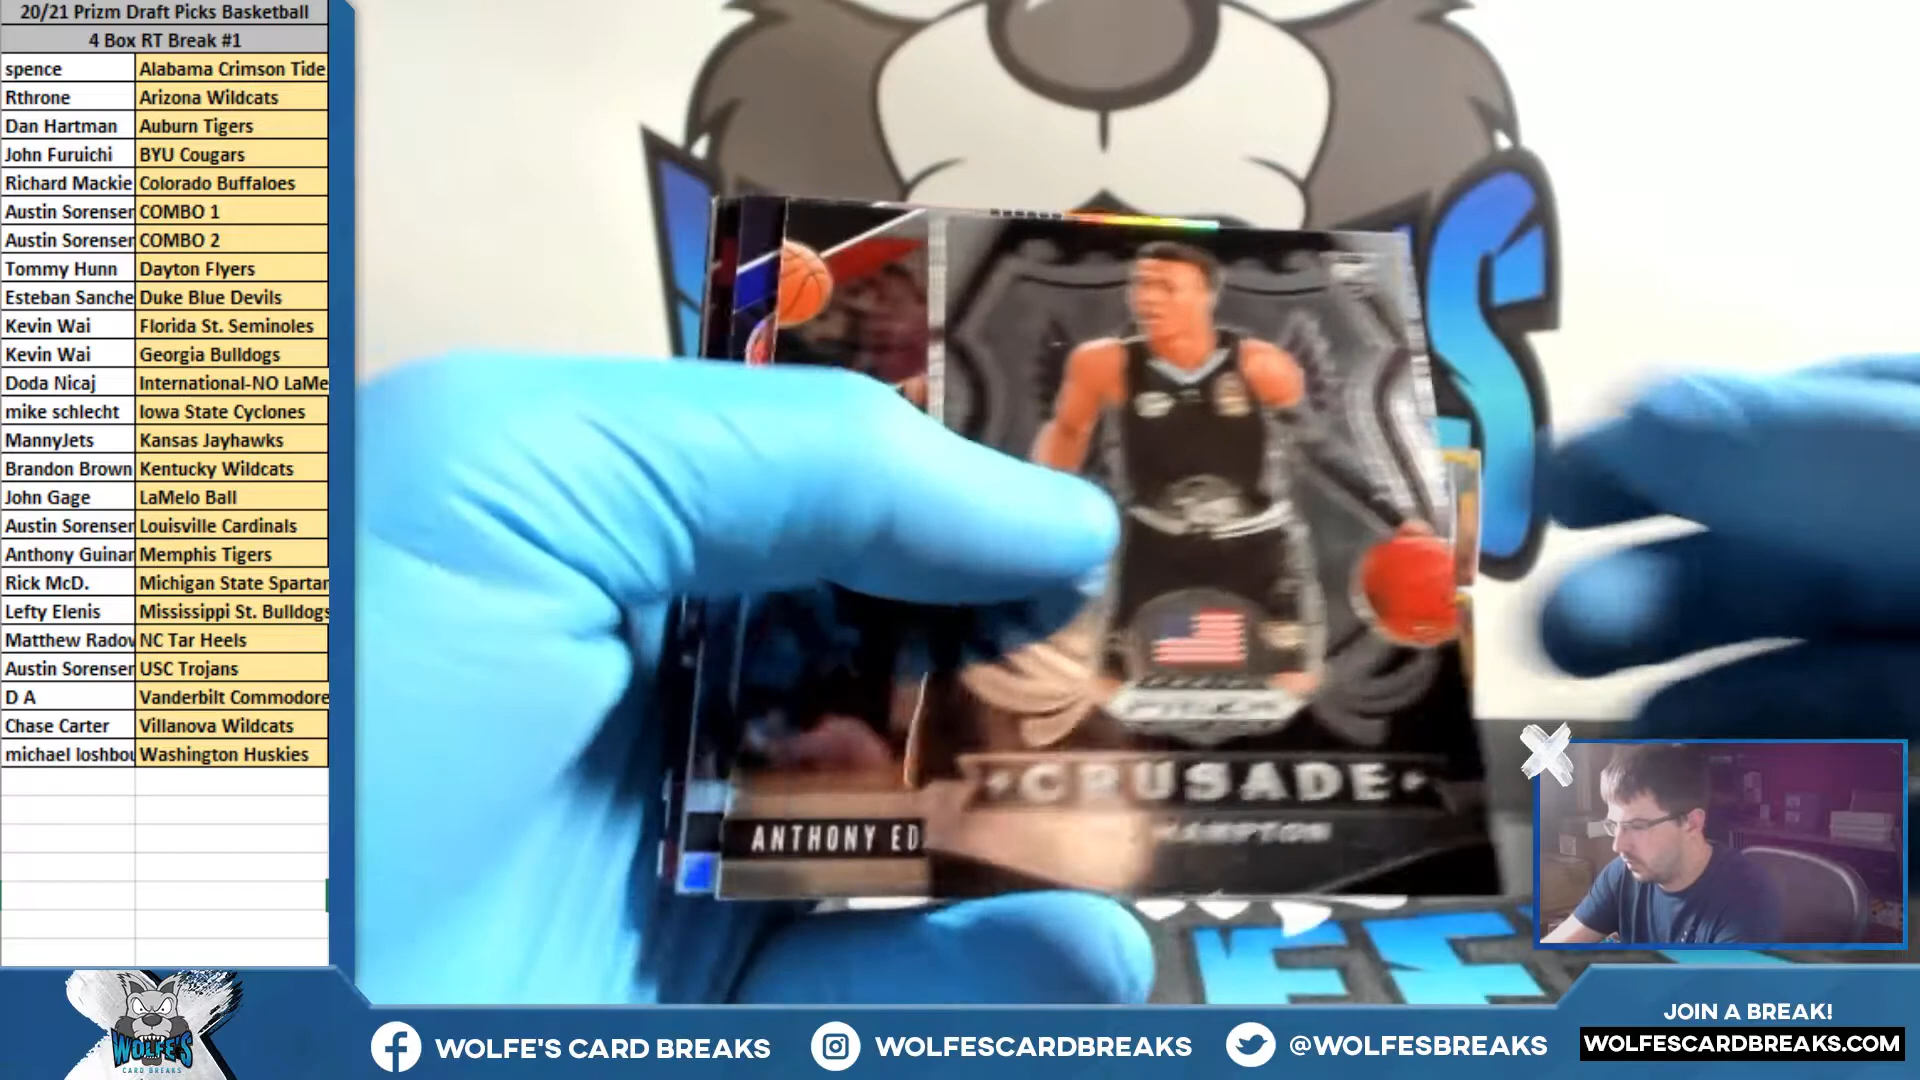 20/21 Prizm Draft Picks Basketball
4 Box RT Break #1
spence Alabama Crimson Tide
Rthrone Arizona Wildcats
Dan Hartman Auburn Tigers
John Furuichi BYU Cougars
Richard Mackie Colorado Buffaloes
Austin Sorenser COMBO 1
Austin Sorenser COMBO 2
Tommy Hunn Dayton Flyers
Esteban Sanche Duke Blue Devils
Kevin Wai Florida St. Seminoles
Kevin Wai Georgia Bulldogs
Doda Nicaj International-NO LaMe
mike schlecht Iowa State Cyclones
MannyJets Kansas Jayhawks
Brandon Brown Kentucky Wildcats
John Gage LaMelo Ball
Austin Sorenser Louisville Cardinals
Anthony Guinar Memphis Tigers
Rick McD. Michigan State Spartan
Lefty Elenis Mississippi St. Bulldogs
Matthew Radov NC Tar Heels
Austin Sorenser USC Trojans
D A Vanderbilt Commodore
Chase Carter Villanova Wildcats
michael loshbou Washington Huskies
ANTHONY ED
PRIZM
CRUSADE
HAMPTON
WOLFE'S
CARD BREAKS
WOLFE'S CARD BREAKS
WOLFESCARDBREAKS
@WOLFESBREAKS
JOIN A BREAK!
WOLFESCARDBREAKS.COM